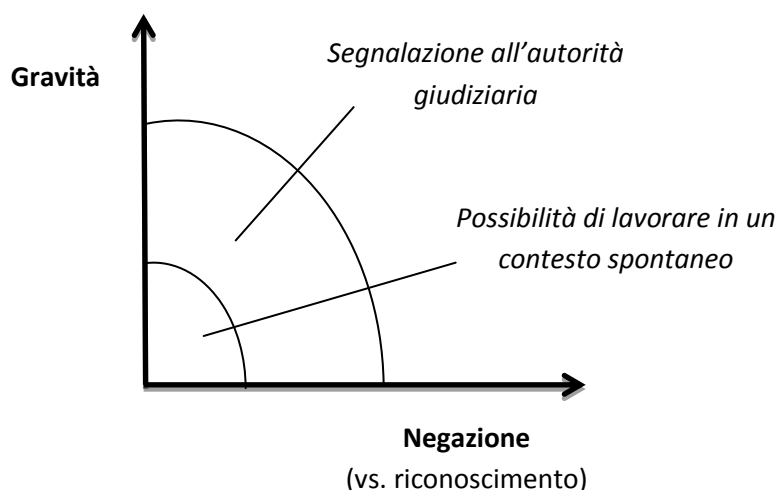 Gravità
Segnalazione all’autorità
giudiziaria
Possibilità di lavorare in un
contesto spontaneo
Negazione
(vs. riconoscimento)